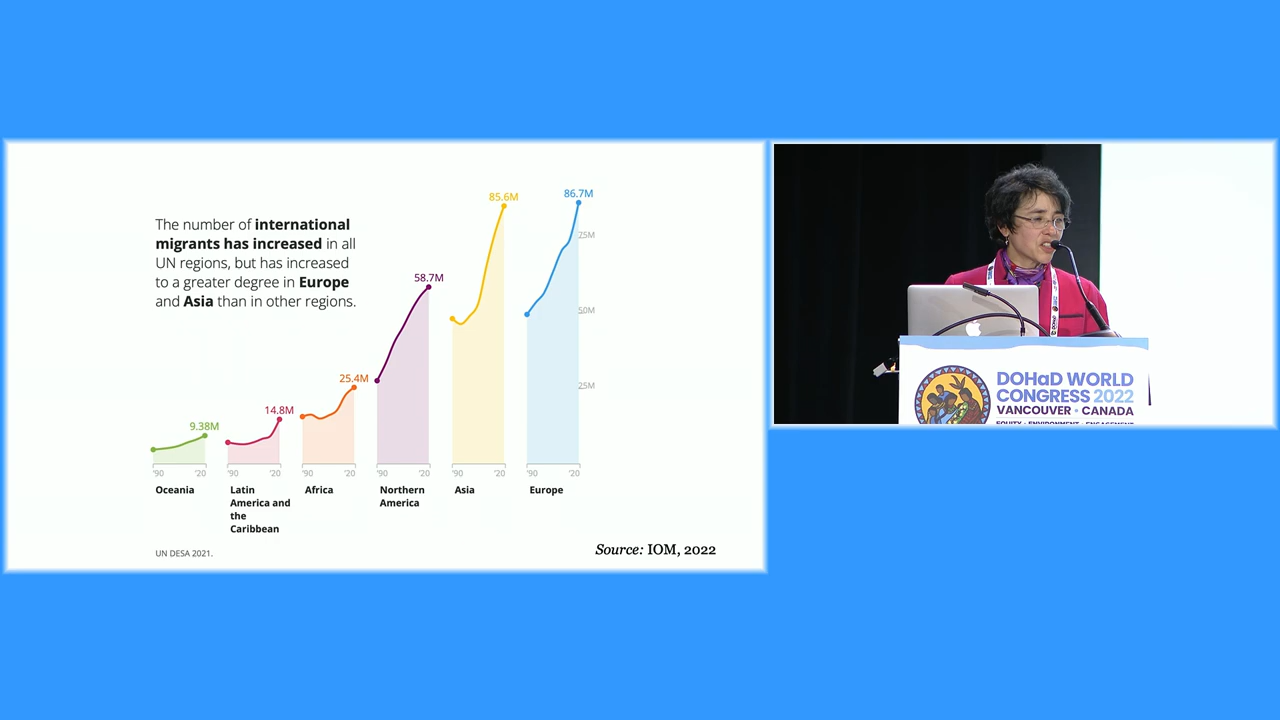 The number of international
migrants has increased in all
UN regions, but has increased
to a greater degree in Europe
and Asia than in other regions.
9.38M
14.8M
25.4M
58.7M
85.6M
86.7M
75M
50M
25M
'90 '20
'90 '20
'90 '20
'90 '20
'90 '20
'90 '20
Oceania
Latin
America and
the
Caribbean
Africa
Northern
America
Asia
Europe
UN DESA 2021.
Source: IOM, 2022
DOHaD WORLD
CONGRESS 2022
VANCOUVER • CANADA
EQUITY • ENVIRONMENT • ENGAGEMENT